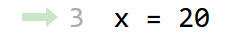 3 x = 20